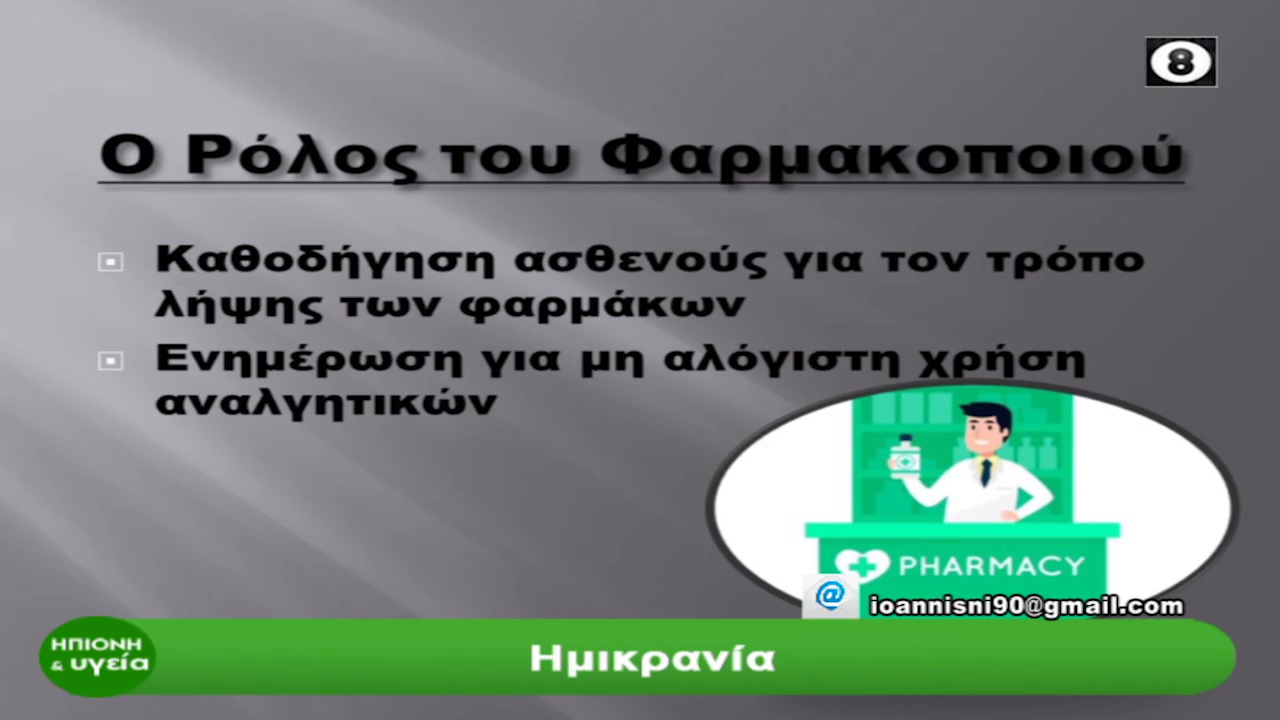 8
Ο Ρόλος του Φαρμακοποιού
Καθοδήγηση ασθενούς για τον τρόπο
λήψης των φαρμάκων
Ενημέρωση για μη αλόγιστη χρήση
αναλγητικών
PHARMACY
@ ioannisni90@gmail.com
ΗΠΙΟΝΗ
& υγεία
Ημικρανία